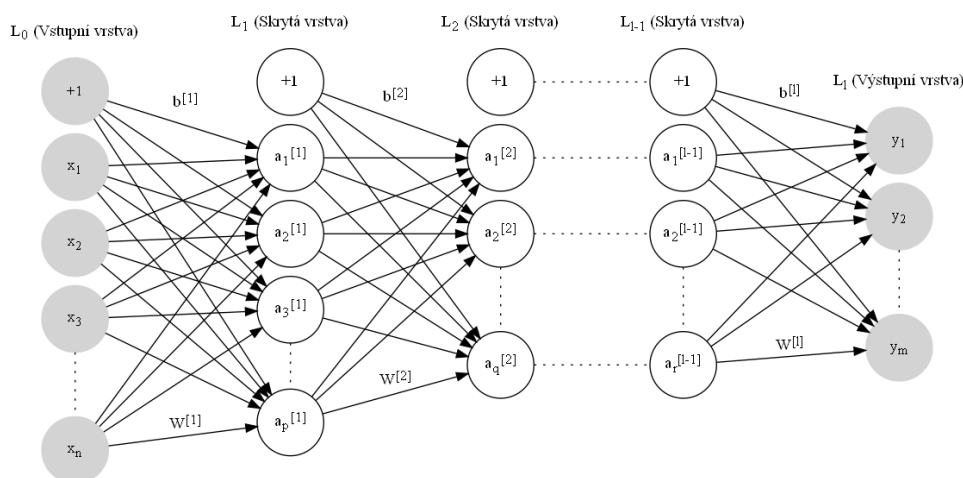 L₀ (Vstupní vrstva)
+1
x₁
x₂
x₃
xₙ
b[1]
W[1]
L₁ (Skrytá vrstva)
+1
a₁[1]
a₂[1]
a₃[1]
aₚ[1]
b[2]
W[2]
L₂ (Skrytá vrstva)
+1
a₁[2]
a₂[2]
a_q[2]
Lₗ₋₁ (Skrytá vrstva)
+1
a₁[l-1]
a₂[l-1]
aᵣ[l-1]
b[l]
W[l]
Lₗ (Výstupní vrstva)
y₁
y₂
yₘ